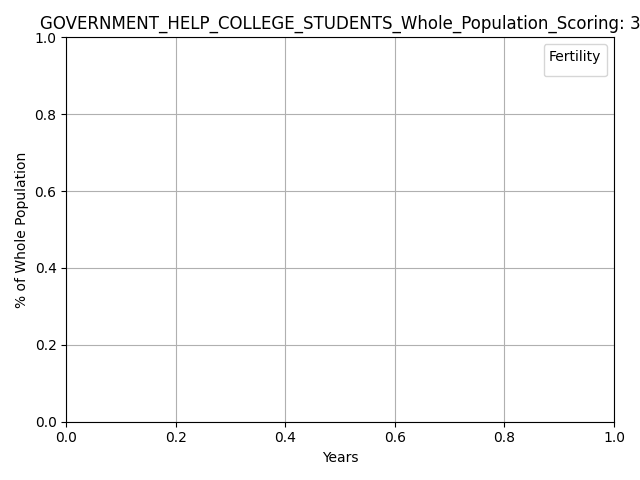 GOVERNMENT_HELP_COLLEGE_STUDENTS_Whole_Population_Scoring: 3
Fertility
1.0
0.8
0.6
0.4
0.2
0.0
% of Whole Population
0.0 0.2 0.4 0.6 0.8 1.0
Years